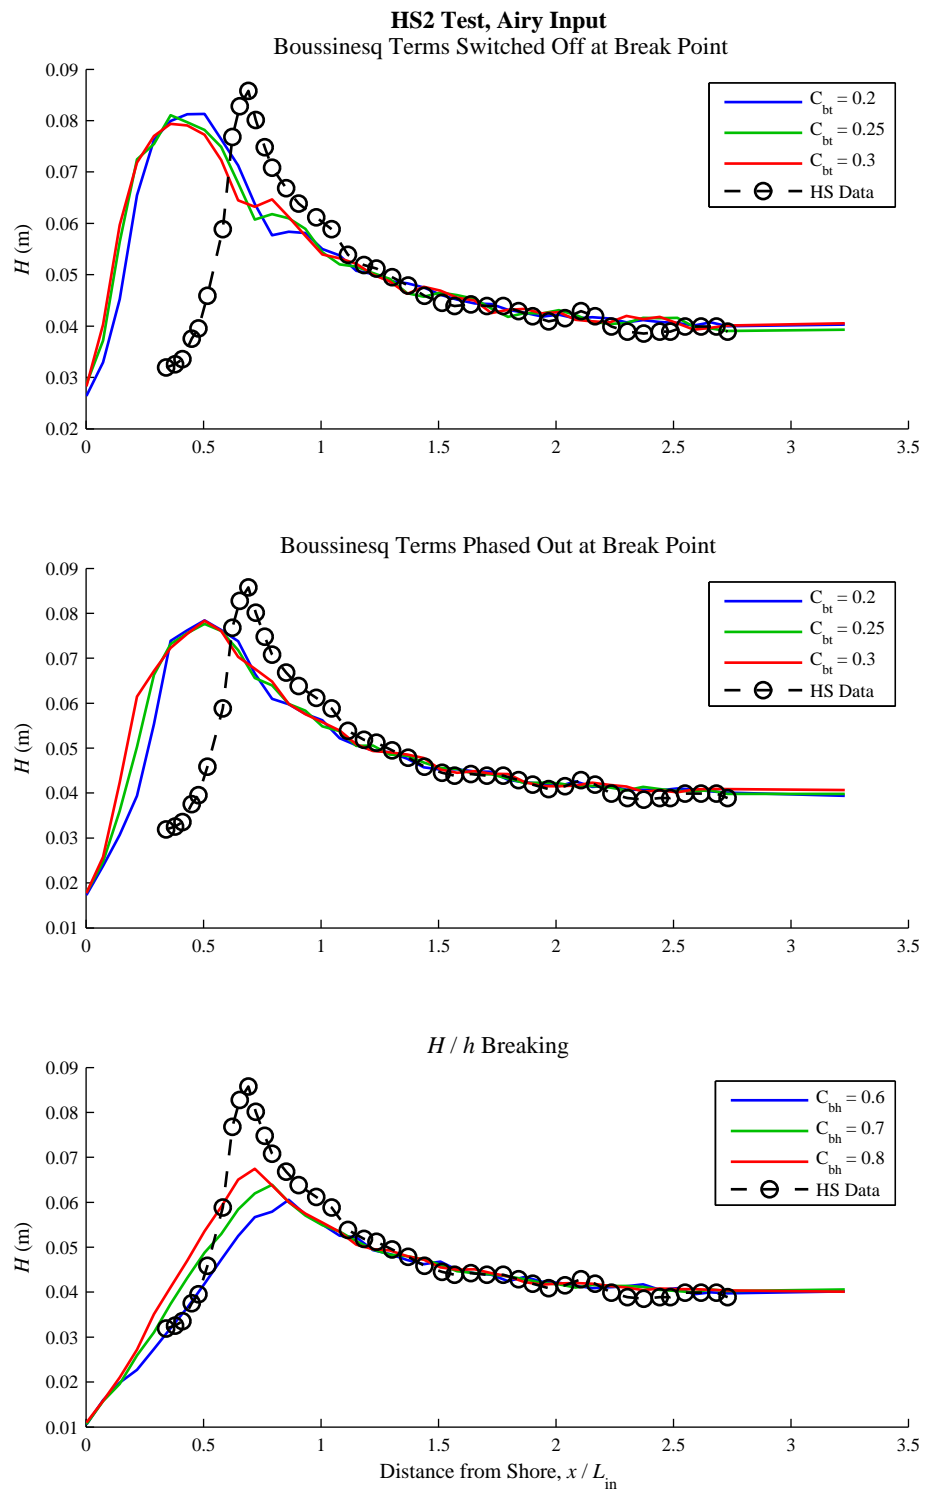 HS2 Test, Airy Input
Boussinesq Terms Switched Off at Break Point
0.09
0.08
0.07
0.06
0.05
0.04
0.03
0.02
H (m)
C_bt = 0.2
C_bt = 0.25
C_bt = 0.3
HS Data
0 0.5 1 1.5 2 2.5 3 3.5
Boussinesq Terms Phased Out at Break Point
0.09
0.08
0.07
0.06
0.05
0.04
0.03
0.02
0.01
H (m)
C_bt = 0.2
C_bt = 0.25
C_bt = 0.3
HS Data
0 0.5 1 1.5 2 2.5 3 3.5
H / h Breaking
0.09
0.08
0.07
0.06
0.05
0.04
0.03
0.02
0.01
H (m)
C_bh = 0.6
C_bh = 0.7
C_bh = 0.8
HS Data
0 0.5 1 1.5 2 2.5 3 3.5
Distance from Shore, x / L_in